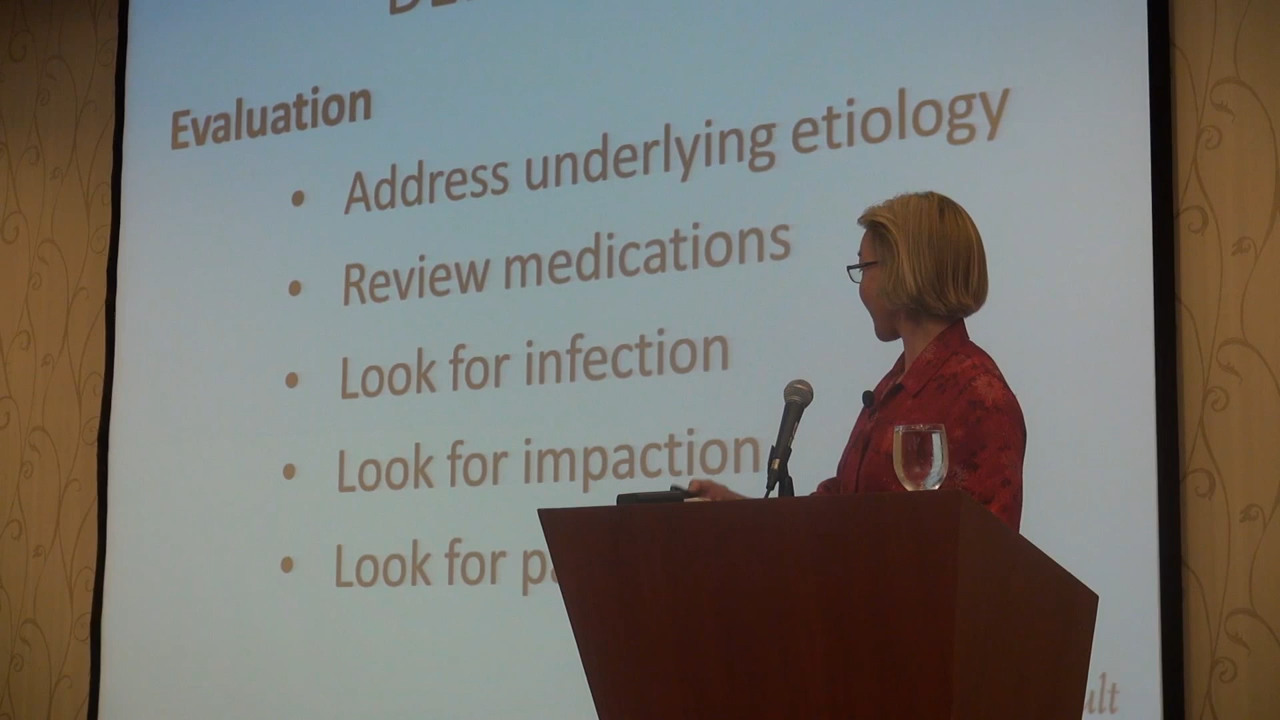 Evaluation
• Address underlying etiology
• Review medications
• Look for infection
• Look for impaction
• Look for